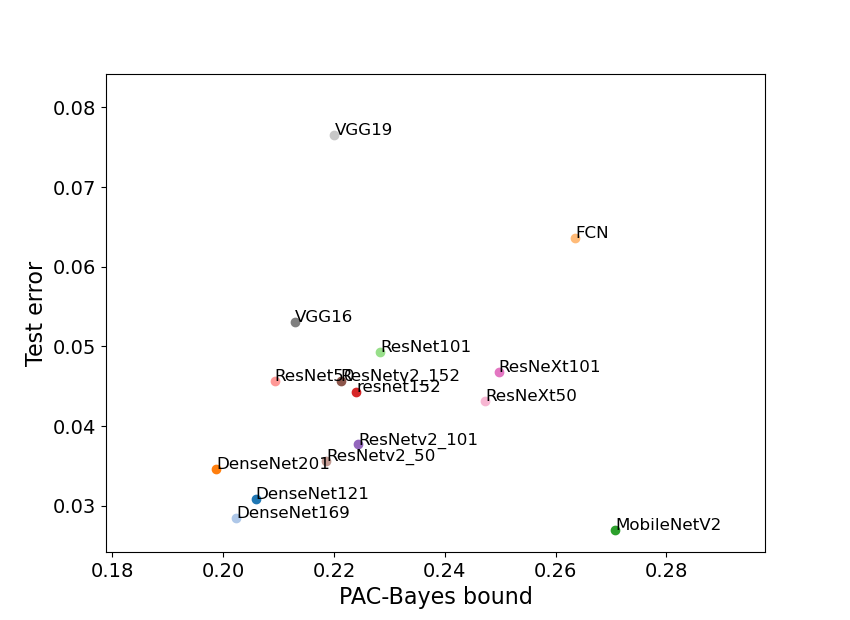 0.08
VGG19
0.07
FCN
0.06
VGG16
0.05
ResNet101
ResNeXt101
ResNet50
ResNetv2_152
resnet152
ResNeXt50
0.04
ResNetv2_101
ResNetv2_50
DenseNet201
DenseNet121
0.03
DenseNet169
MobileNetV2
Test error
0.18 0.20 0.22 0.24 0.26 0.28
PAC-Bayes bound